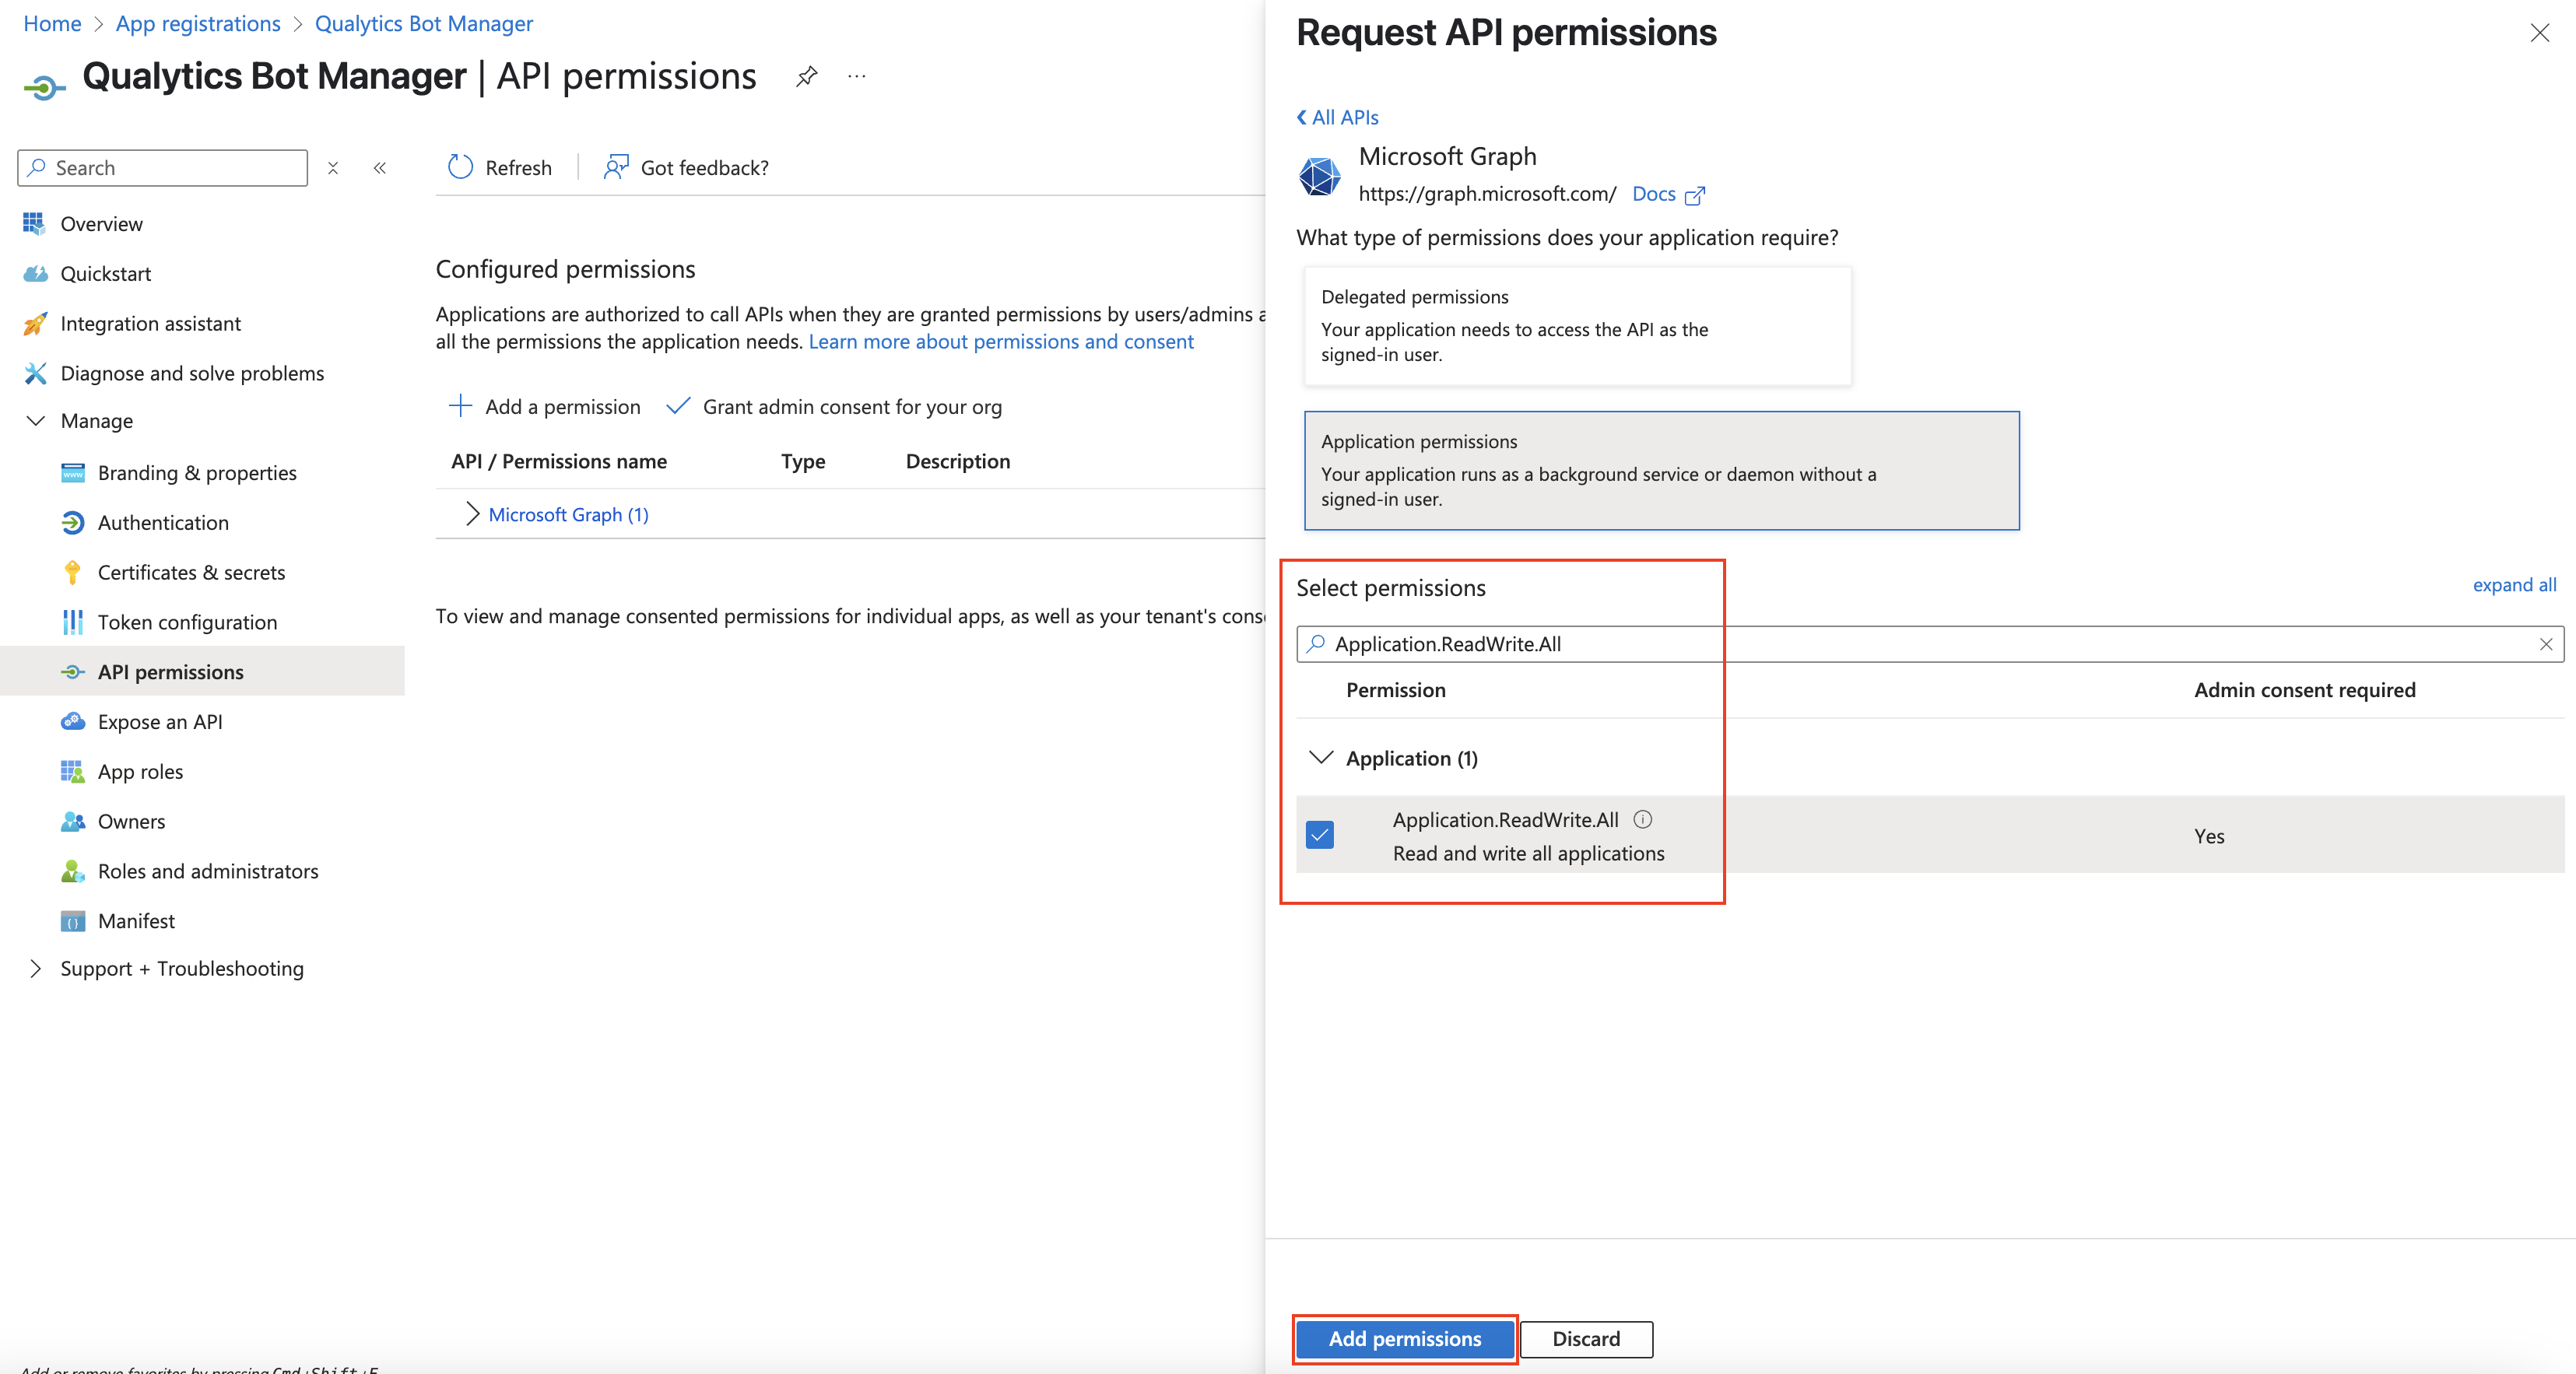 Home > App registrations > Qualytics Bot Manager
Qualytics Bot Manager | API permissions
...
Search
Overview
Quickstart
Integration assistant
Diagnose and solve problems
Manage
Branding & properties
Authentication
Certificates & secrets
Token configuration
API permissions
Expose an API
App roles
Owners
Roles and administrators
Manifest
Support + Troubleshooting
Add or remove favorites by pressing Cmd+Shift+F
Refresh
Got feedback?
Configured permissions
Applications are authorized to call APIs when they are granted permissions by users/admins a
all the permissions the application needs. Learn more about permissions and consent
Add a permission
Grant admin consent for your org
API / Permissions name Type Description
Microsoft Graph (1)
To view and manage consented permissions for individual apps, as well as your tenant's cons
Request API permissions
All APIs
Microsoft Graph
https://graph.microsoft.com/ Docs
What type of permissions does your application require?
Delegated permissions
Your application needs to access the API as the
signed-in user.
Application permissions
Your application runs as a background service or daemon without a
signed-in user.
Select permissions
expand all
Application.ReadWrite.All
Permission Admin consent required
Application (1)
Application.ReadWrite.All
Read and write all applications
Yes
Add permissions
Discard